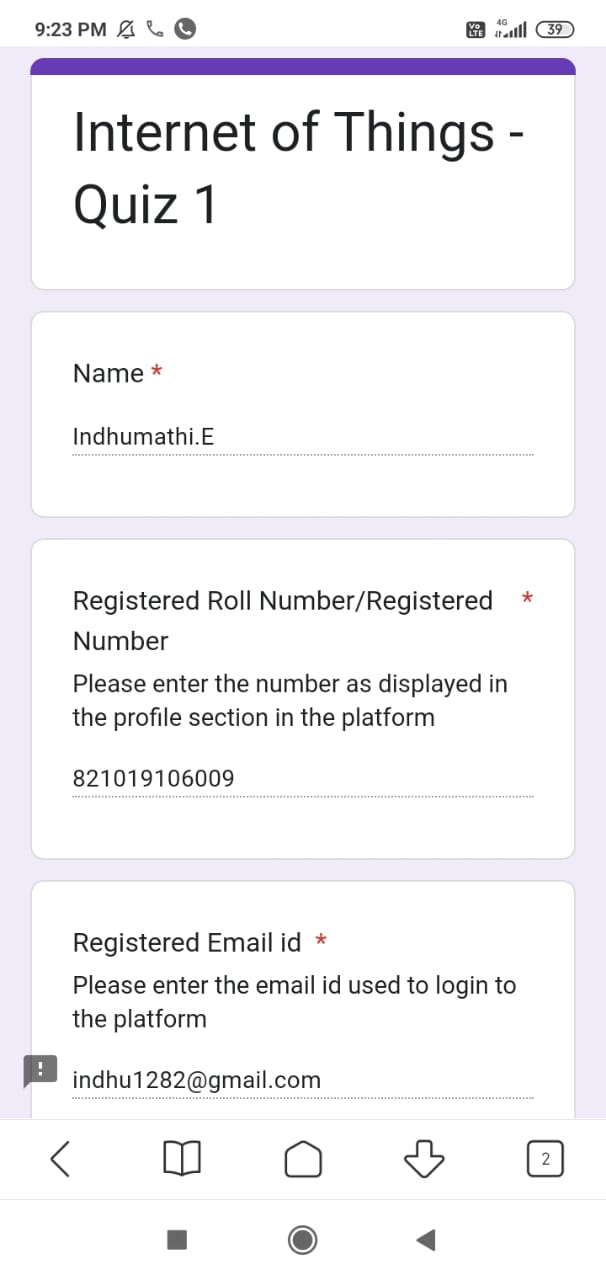 9:23 PM
Vo LTE 4G 39
Internet of Things -
Quiz 1
Name *
Indhumathi.E
Registered Roll Number/Registered *
Number
Please enter the number as displayed in
the profile section in the platform
821019106009
Registered Email id *
Please enter the email id used to login to
the platform
!
indhu1282@gmail.com
2